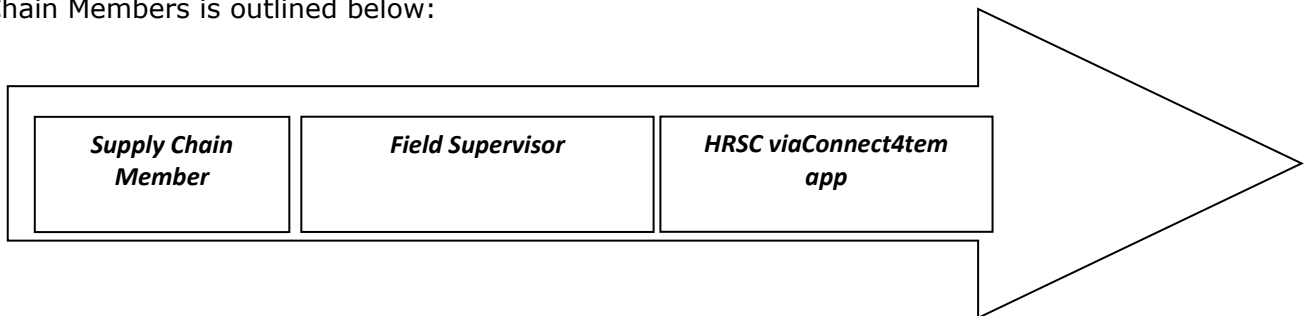 Chain Members is outlined below:
Supply Chain
Member
Field Supervisor
HRSC viaConnect4tem
app